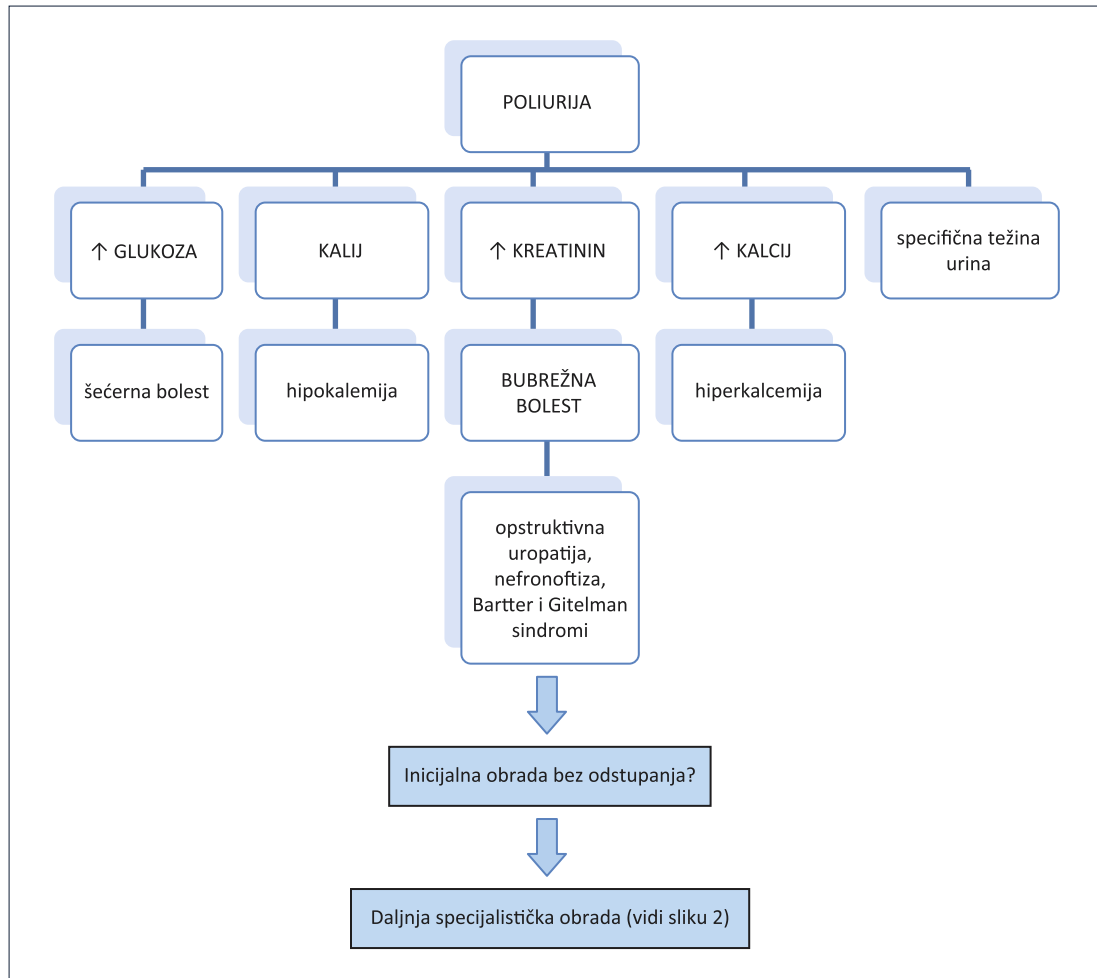 POLIURIJA
↑ GLUKOZA
KALIJ
↑ KREATININ
↑ KALCIJ
specifična težina
urina
šećerna bolest
hipokalemija
BUBREŽNA
BOLEST
hiperkalcemija
opstruktivna
uropatija,
nefronoftiza,
Bartter i Gitelman
sindromi
Inicijalna obrada bez odstupanja?
Daljnja specijalistička obrada (vidi sliku 2)